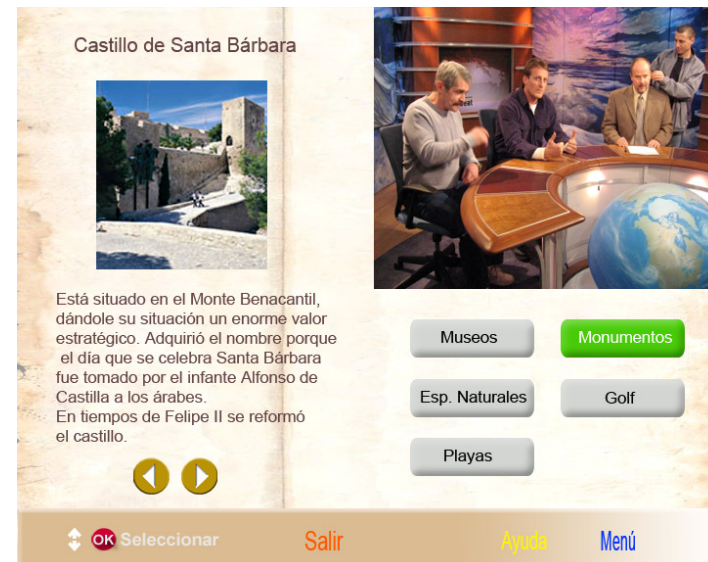 Castillo de Santa Bárbara
Está situado en el Monte Benacantil,
dándole su situación un enorme valor
estratégico. Adquirió el nombre porque
el día que se celebra Santa Bárbara
fue tomado por el infante Alfonso de
Castilla a los árabes.
En tiempos de Felipe II se reformó
el castillo.
Museos
Monumentos
Esp. Naturales
Golf
Playas
OK Seleccionar
Salir
Ayuda
Menú